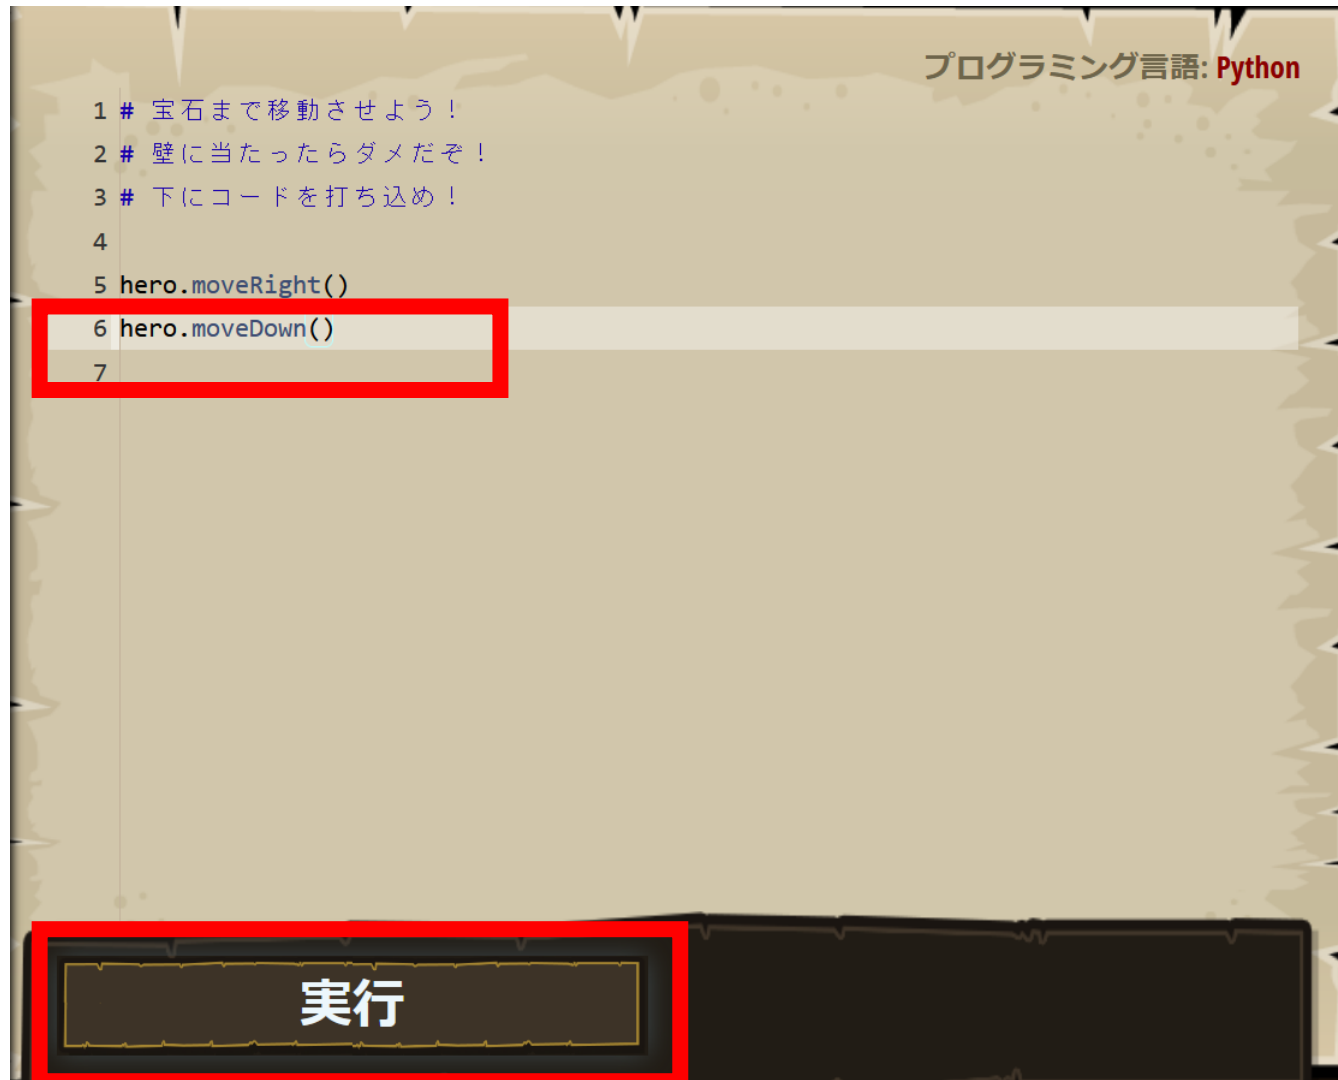 プログラミング言語: Python
1 # 宝石まで移動させよう！
2 # 壁に当たったらダメだぞ！
3 # 下にコードを打ち込め！
4
5 hero.moveRight()
6 hero.moveDown()
7
実行